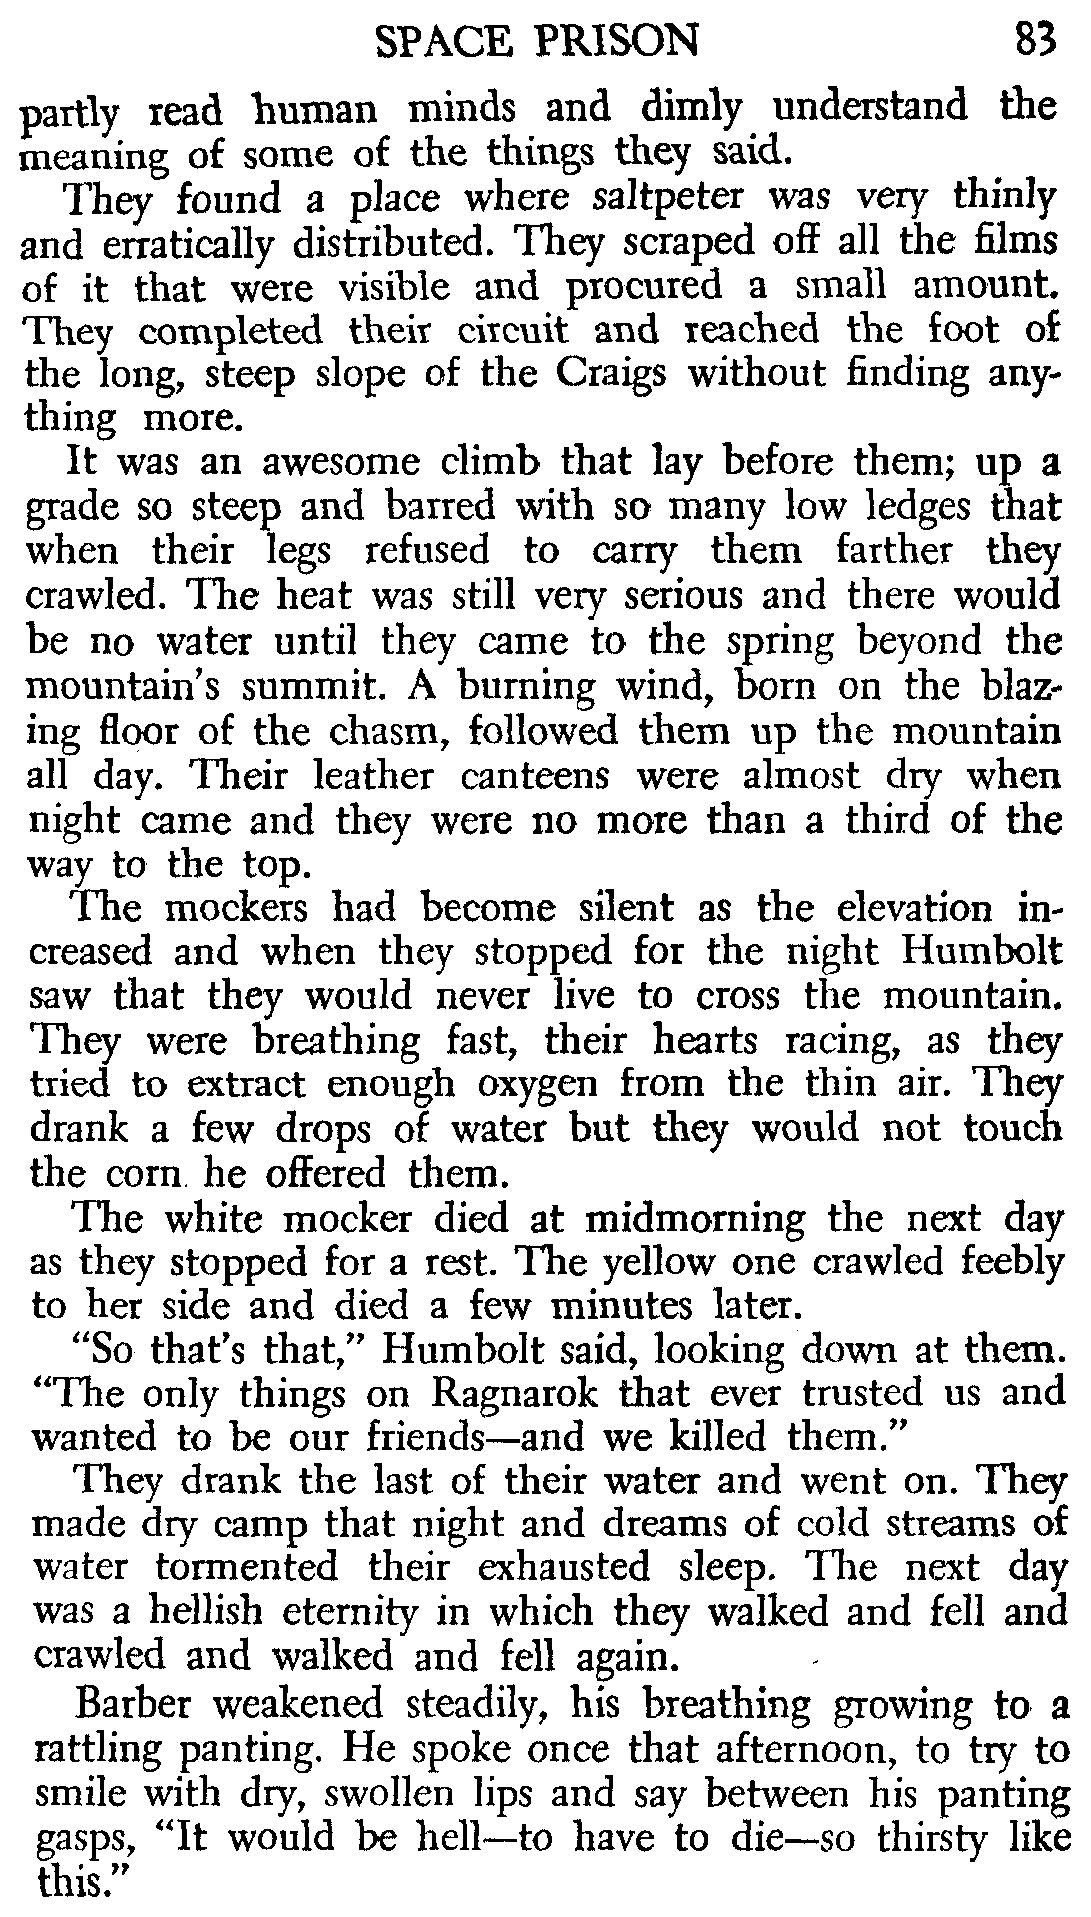 SPACE PRISON 83
partly read human minds and dimly understand the
meaning of some of the things they said.
They found a place where saltpeter was very thinly
and erratically distributed. They scraped off all the films
of it that were visible and procured a small amount.
They completed their circuit and reached the foot of
the long, steep slope of the Craigs without finding any-
thing more.
It was an awesome climb that lay before them; up a
grade so steep and barred with so many low ledges that
when their legs refused to carry them farther they
crawled. The heat was still very serious and there would
be no water until they came to the spring beyond the
mountain's summit. A burning wind, born on the blaz-
ing floor of the chasm, followed them up the mountain
all day. Their leather canteens were almost dry when
night came and they were no more than a third of the
way to the top.
The mockers had become silent as the elevation in-
creased and when they stopped for the night Humbolt
saw that they would never live to cross the mountain.
They were breathing fast, their hearts racing, as they
tried to extract enough oxygen from the thin air. They
drank a few drops of water but they would not touch
the corn he offered them.
The white mocker died at midmorning the next day
as they stopped for a rest. The yellow one crawled feebly
to her side and died a few minutes later.
"So that's that," Humbolt said, looking down at them.
"The only things on Ragnarok that ever trusted us and
wanted to be our friends—and we killed them."
They drank the last of their water and went on. They
made dry camp that night and dreams of cold streams of
water tormented their exhausted sleep. The next day
was a hellish eternity in which they walked and fell and
crawled and walked and fell again.
Barber weakened steadily, his breathing growing to a
rattling panting. He spoke once that afternoon, to try to
smile with dry, swollen lips and say between his panting
gasps, "It would be hell—to have to die—so thirsty like
this."